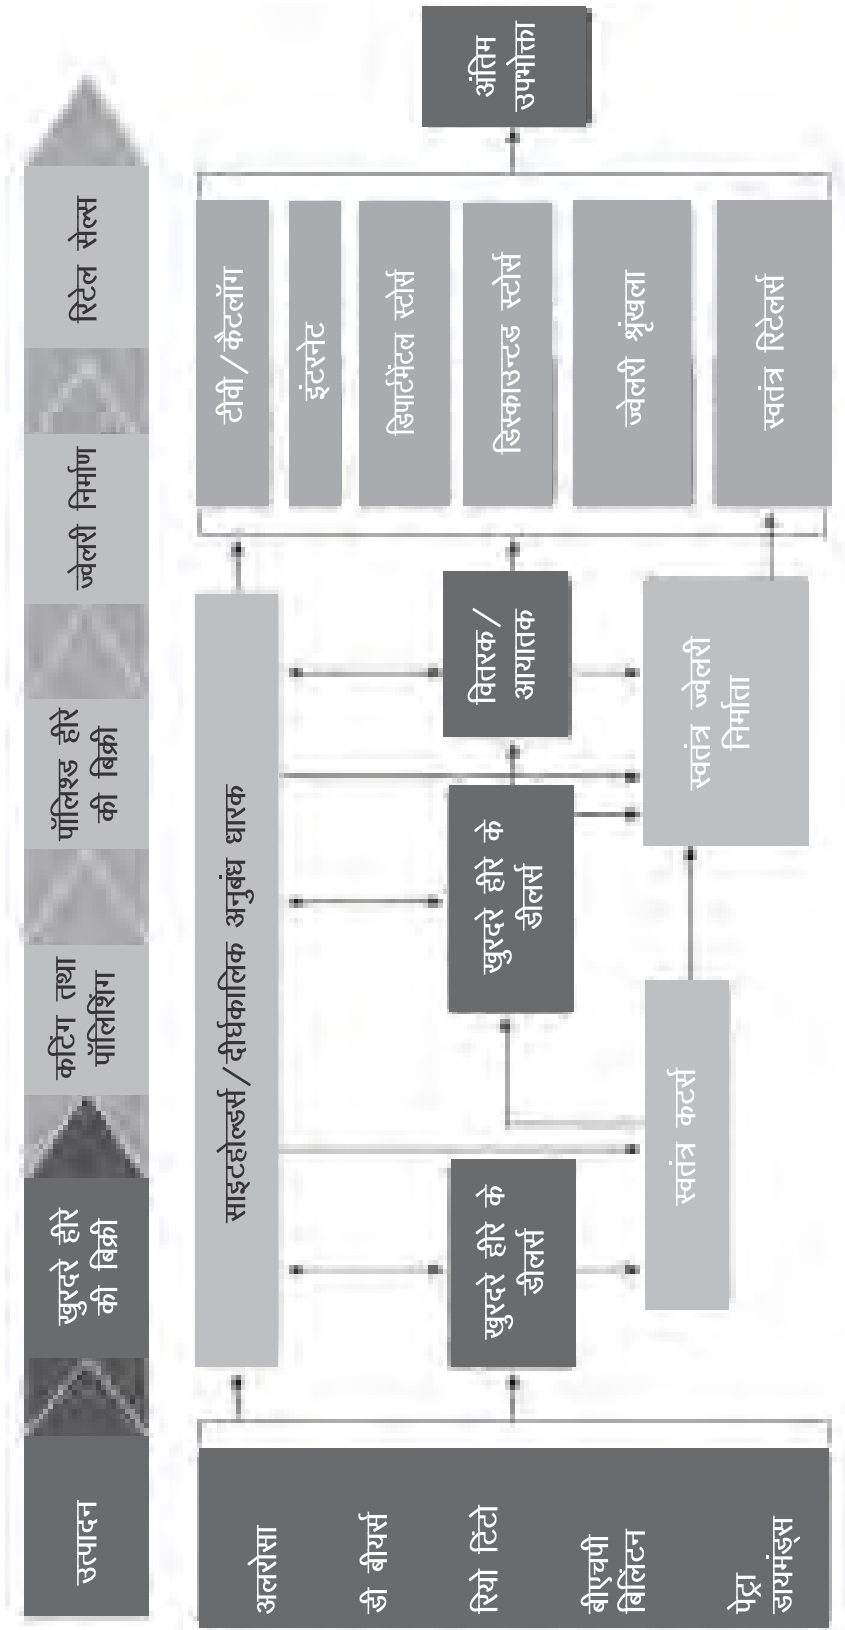 उत्पादन
खुरदरे हीरे
की बिक्री
कटिंग तथा
पॉलिशिंग
पॉलिश्ड हीरे
की बिक्री
ज्वेलरी निर्माण
रिटेल सेल्स
अलरोसा
डी बीयर्स
रियो टिंटो
बीएचपी
बिलिंटन
पेट्रा
डायमंड्स
साइटहोल्डर्स/दीर्घकालिक अनुबंध धारक
खुरदरे हीरे के
डीलर्स
स्वतंत्र कटर्स
खुरदरे हीरे के
डीलर्स
वितरक/
आयातक
स्वतंत्र ज्वेलरी
निर्माता
टीवी/कैटलॉग
इंटरनेट
डिपार्टमेंटल स्टोर्स
डिस्काउन्टड स्टोर्स
ज्वेलरी श्रृंखला
स्वतंत्र रिटेलर्स
अंतिम
उपभोक्ता